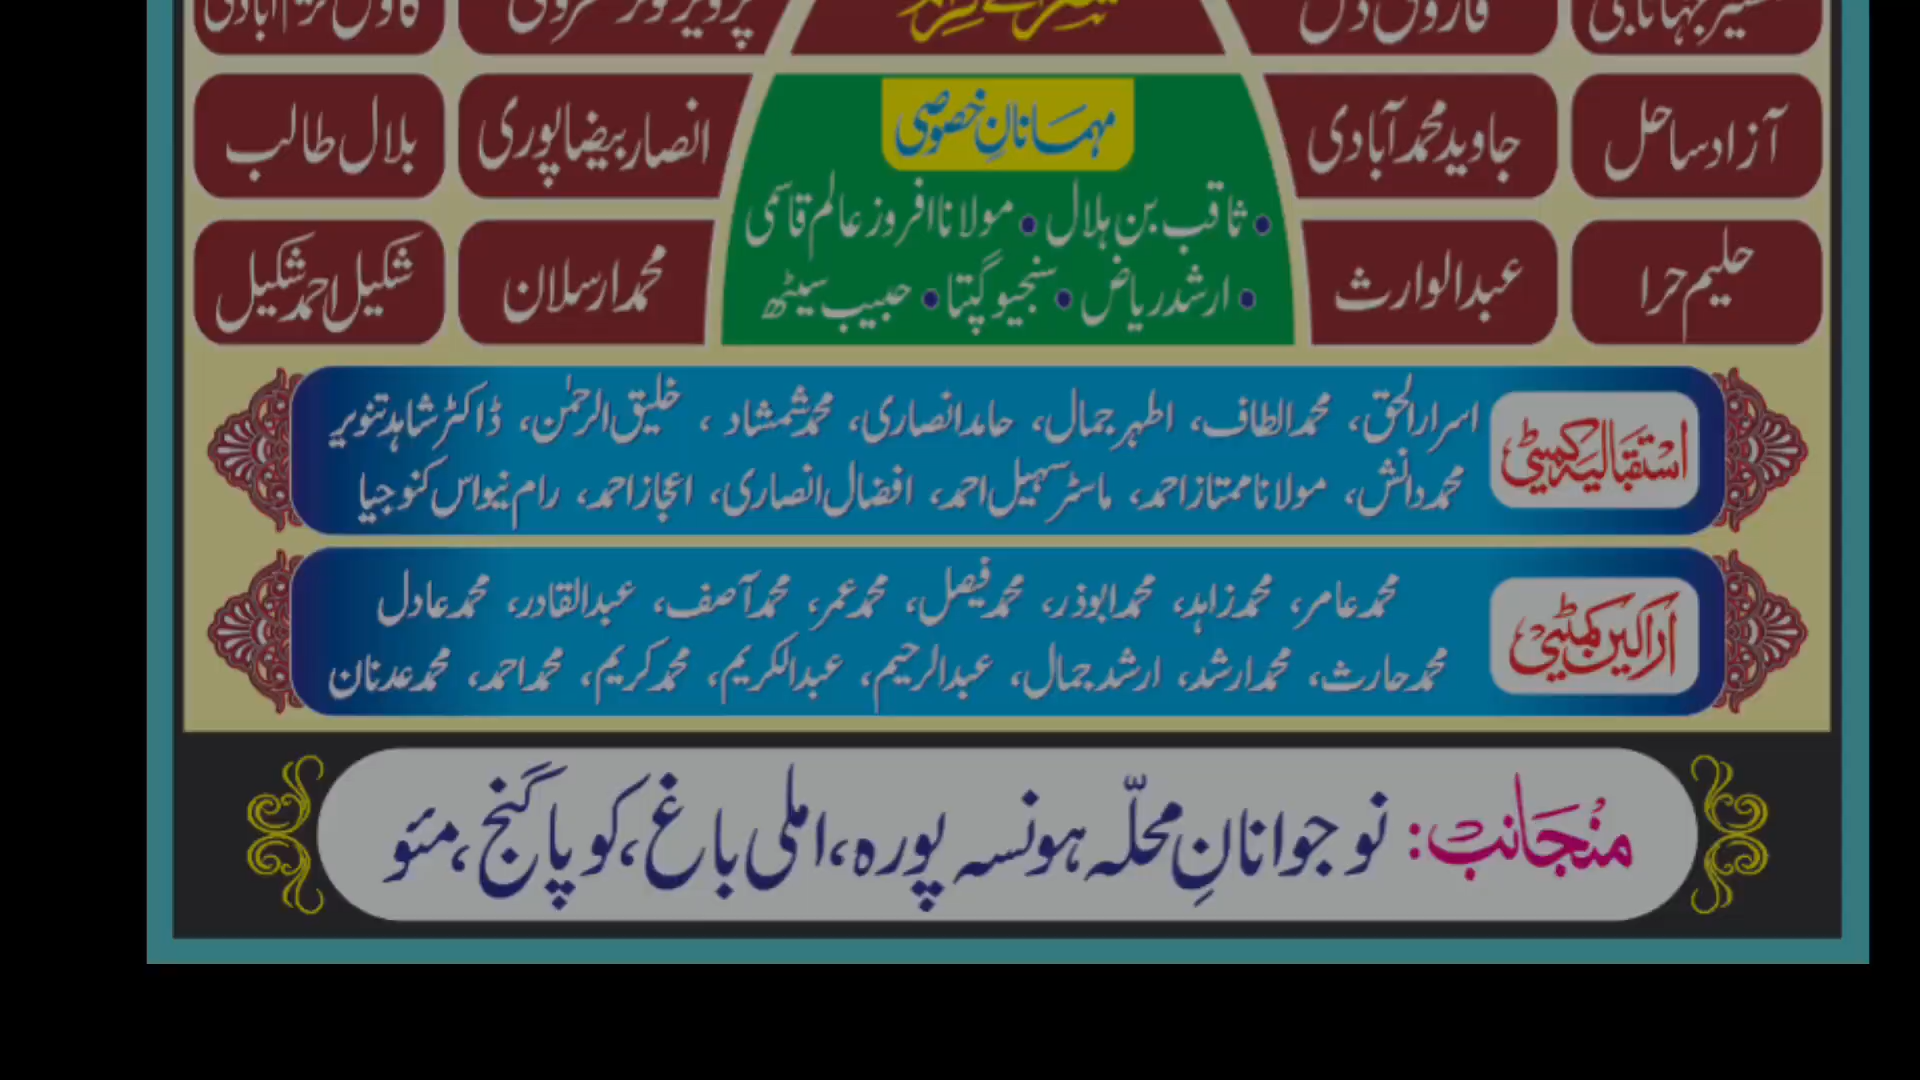 فاروق دل
آزاد ساحل
جاوید محمد آبادی
مہمانانِ خصوصی
انصار بیضاپوری
بلال طالب
• ثاقب بن ہلال • مولانا افروز عالم قاسمی
• ارشد ریاض • سنجیو گپتا • حبیب سیٹھ
حلیم حرا
عبدالوارث
محمد ارسلان
شکیل احمد شکیل
استقبالیہ کمیٹی
اسرارالحق، محمد الطاف، اطہر جمال، حامد انصاری، محمد شمشاد ، خلیق الرحمٰن، ڈاکٹر شاہد تنویر
محمد دانش، مولانا ممتاز احمد، ماسٹر سہیل احمد، افضال انصاری، اعجاز احمد، رام نیواس کنوجیا
اراکین کمیٹی
محمد عامر، محمد زاہد، محمد ابوذر، محمد فیصل، محمد عمر، محمد آصف، عبدالقادر، محمد عادل
محمد حارث، محمد ارشد، ارشد جمال، عبدالرحیم، عبدالکریم، محمد کریم، محمد احمد، محمد عدنان
منجانب: نوجوانانِ محلّہ ہونسہ پورہ، املی باغ، کوپاگنج، مئو